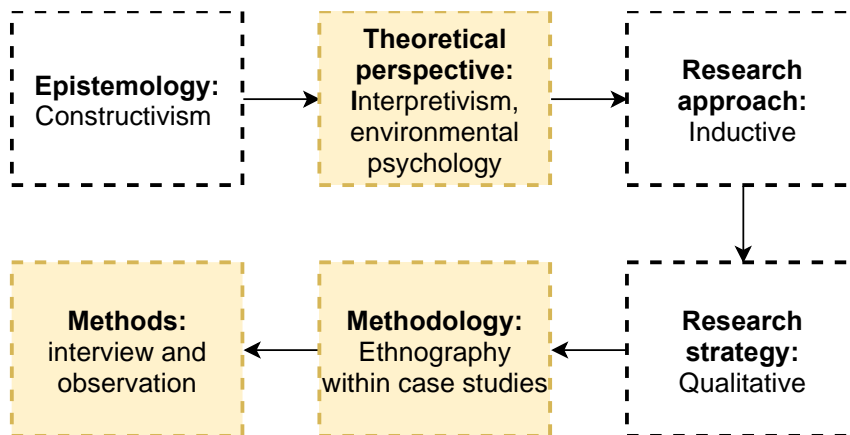 Epistemology:
Constructivism
Theoretical
perspective:
Interpretivism,
environmental
psychology
Research
approach:
Inductive
Methods:
interview and
observation
Methodology:
Ethnography
within case studies
Research
strategy:
Qualitative